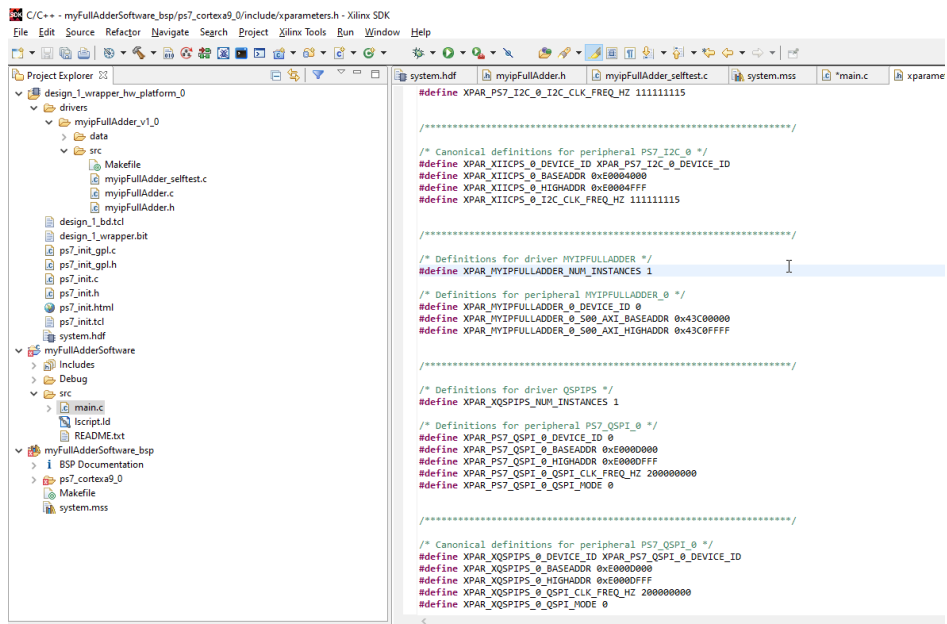 C/C++ - myFullAdderSoftware_bsp/ps7_cortexa9_0/include/xparameters.h - Xilinx SDK
File Edit Source Refactor Navigate Search Project Xilinx Tools Run Window Help
Project Explorer
system.hdf myipFullAdder.h myipFullAdder_selftest.c system.mss *main.c xparame
design_1_wrapper_hw_platform_0
drivers
myipFullAdder_v1_0
data
src
Makefile
myipFullAdder_selftest.c
myipFullAdder.c
myipFullAdder.h
design_1_bd.tcl
design_1_wrapper.bit
ps7_init_gpl.c
ps7_init_gpl.h
ps7_init.c
ps7_init.h
ps7_init.html
ps7_init.tcl
system.hdf
myFullAdderSoftware
Includes
Debug
src
main.c
lscript.ld
README.txt
myFullAdderSoftware_bsp
BSP Documentation
ps7_cortexa9_0
Makefile
system.mss
#define XPAR_PS7_I2C_0_I2C_CLK_FREQ_HZ 111111115
/******************************************************************/
/* Canonical definitions for peripheral PS7_I2C_0 */
#define XPAR_XIICPS_0_DEVICE_ID XPAR_PS7_I2C_0_DEVICE_ID
#define XPAR_XIICPS_0_BASEADDR 0xE0004000
#define XPAR_XIICPS_0_HIGHADDR 0xE0004FFF
#define XPAR_XIICPS_0_I2C_CLK_FREQ_HZ 111111115
/******************************************************************/
/* Definitions for driver MYIPFULLADDER */
#define XPAR_MYIPFULLADDER_NUM_INSTANCES 1
/* Definitions for peripheral MYIPFULLADDER_0 */
#define XPAR_MYIPFULLADDER_0_DEVICE_ID 0
#define XPAR_MYIPFULLADDER_0_S00_AXI_BASEADDR 0x43C00000
#define XPAR_MYIPFULLADDER_0_S00_AXI_HIGHADDR 0x43C0FFFF
/******************************************************************/
/* Definitions for driver QSPIPS */
#define XPAR_XQSPIPS_NUM_INSTANCES 1
/* Definitions for peripheral PS7_QSPI_0 */
#define XPAR_PS7_QSPI_0_DEVICE_ID 0
#define XPAR_PS7_QSPI_0_BASEADDR 0xE000D000
#define XPAR_PS7_QSPI_0_HIGHADDR 0xE000DFFF
#define XPAR_PS7_QSPI_0_QSPI_CLK_FREQ_HZ 200000000
#define XPAR_PS7_QSPI_0_QSPI_MODE 0
/******************************************************************/
/* Canonical definitions for peripheral PS7_QSPI_0 */
#define XPAR_XQSPIPS_0_DEVICE_ID XPAR_PS7_QSPI_0_DEVICE_ID
#define XPAR_XQSPIPS_0_BASEADDR 0xE000D000
#define XPAR_XQSPIPS_0_HIGHADDR 0xE000DFFF
#define XPAR_XQSPIPS_0_QSPI_CLK_FREQ_HZ 200000000
#define XPAR_XQSPIPS_0_QSPI_MODE 0